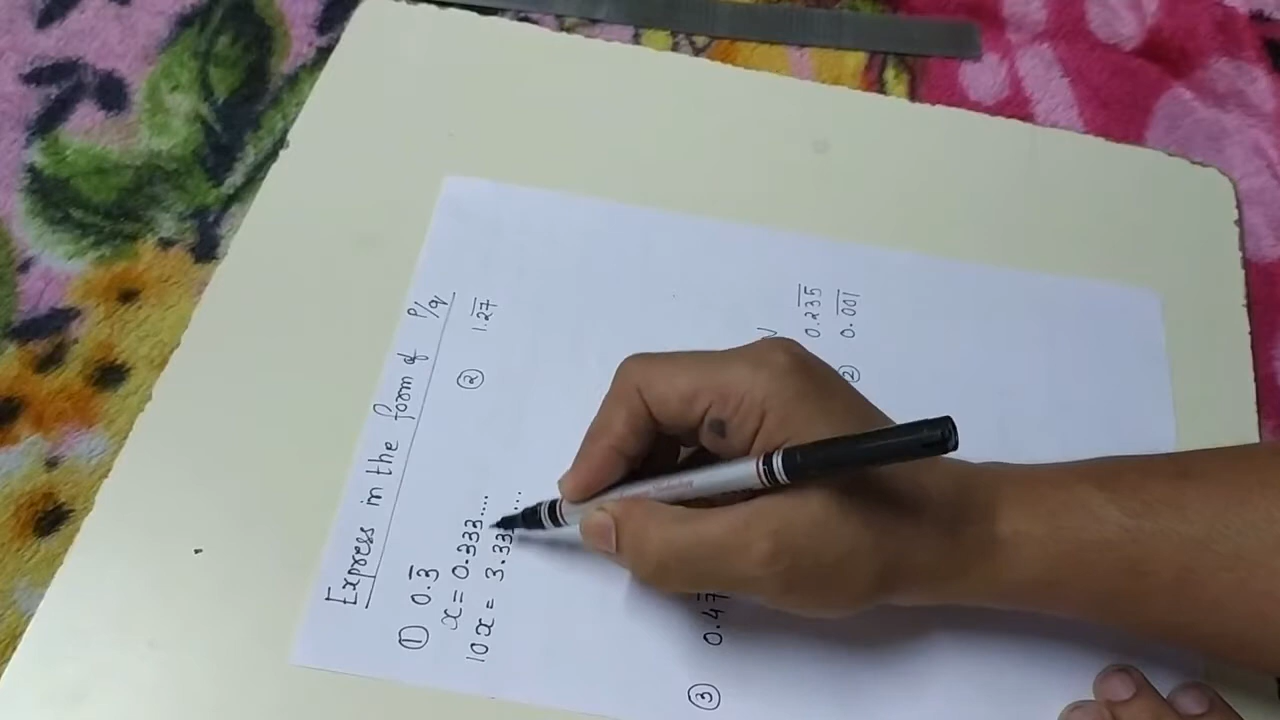 Express in the form of P/q
① 0.3̅
x = 0.333....
10x = 3.333....
② 1.2̅7̅
③ 0.47̅
0.2̅3̅5̅
② 0.0̅0̅1̅